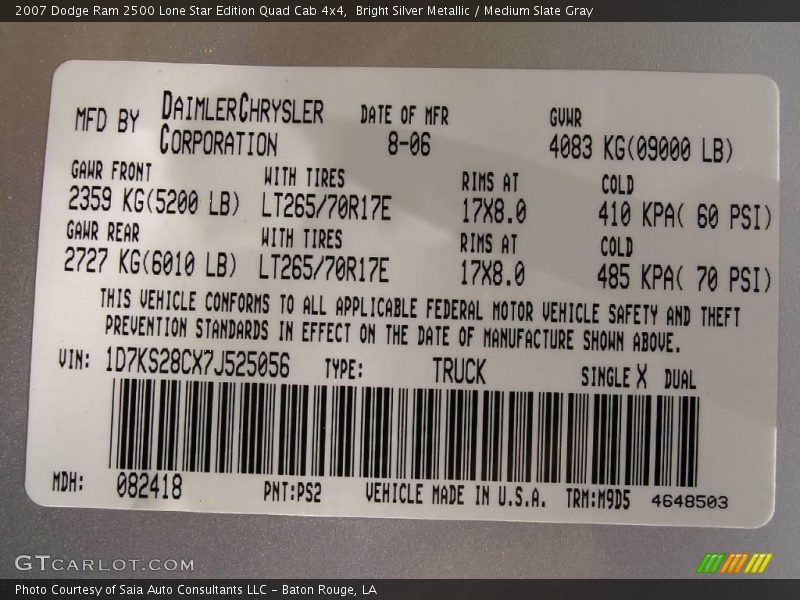 2007 Dodge Ram 2500 Lone Star Edition Quad Cab 4x4,  Bright Silver Metallic / Medium Slate Gray
MFD BY DAIMLERCHRYSLER CORPORATION DATE OF MFR 8-06 GVWR 4083 KG(09000 LB)
GAWR FRONT WITH TIRES RIMS AT COLD
2359 KG(5200 LB) LT265/70R17E 17X8.0 410 KPA( 60 PSI)
GAWR REAR WITH TIRES RIMS AT COLD
2727 KG(6010 LB) LT265/70R17E 17X8.0 485 KPA( 70 PSI)
THIS VEHICLE CONFORMS TO ALL APPLICABLE FEDERAL MOTOR VEHICLE SAFETY AND THEFT
PREVENTION STANDARDS IN EFFECT ON THE DATE OF MANUFACTURE SHOWN ABOVE.
VIN: 1D7KS28CX7J525056 TYPE: TRUCK SINGLE X DUAL
MDH: 082418 PNT:PS2 VEHICLE MADE IN U.S.A. TRM:M9D5 4648503
GTCARLOT.COM
Photo Courtesy of Saia Auto Consultants LLC - Baton Rouge, LA